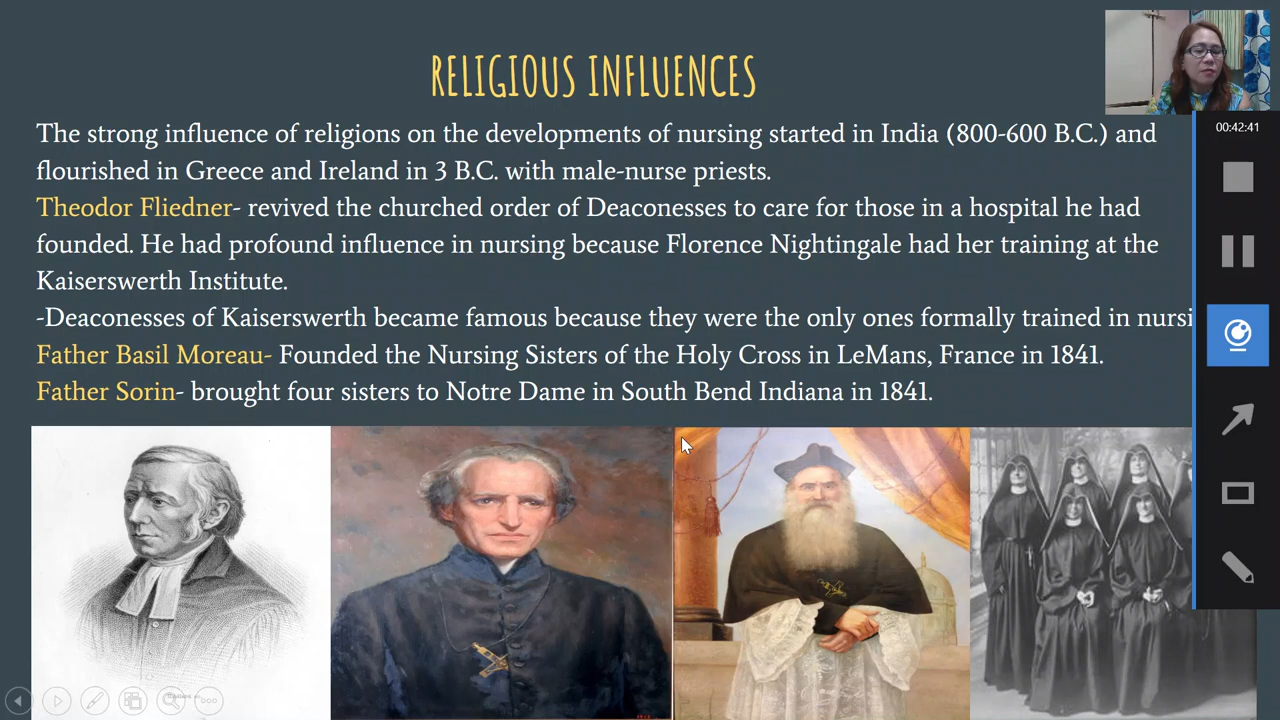 RELIGIOUS INFLUENCES
The strong influence of religions on the developments of nursing started in India (800-600 B.C.) and
flourished in Greece and Ireland in 3 B.C. with male-nurse priests.
Theodor Fliedner- revived the churched order of Deaconesses to care for those in a hospital he had
founded. He had profound influence in nursing because Florence Nightingale had her training at the
Kaiserswerth Institute.
-Deaconesses of Kaiserswerth became famous because they were the only ones formally trained in nursi
Father Basil Moreau- Founded the Nursing Sisters of the Holy Cross in LeMans, France in 1841.
Father Sorin- brought four sisters to Notre Dame in South Bend Indiana in 1841.
00:42:41